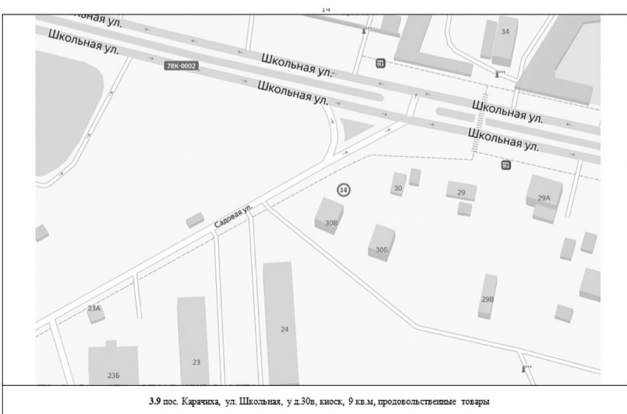 Школьная ул.
Школьная ул.
78К-0002
Школьная ул.
Школьная ул.
34
Школьная ул.
Школьная ул.
Садовая ул.
30
29
29А
30В
30Б
29В
23А
24
23
23Б
3.9 пос. Карачиха, ул. Школьная, у д.30в, киоск, 9 кв.м, продовольственные товары